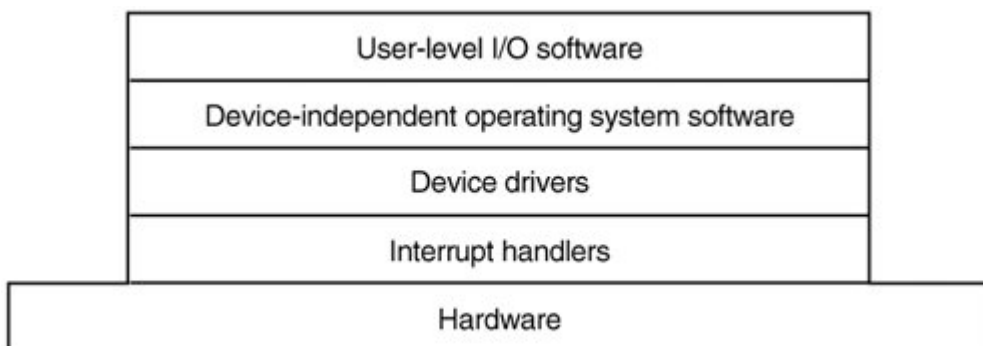 User-level I/O software
Device-independent operating system software
Device drivers
Interrupt handlers
Hardware